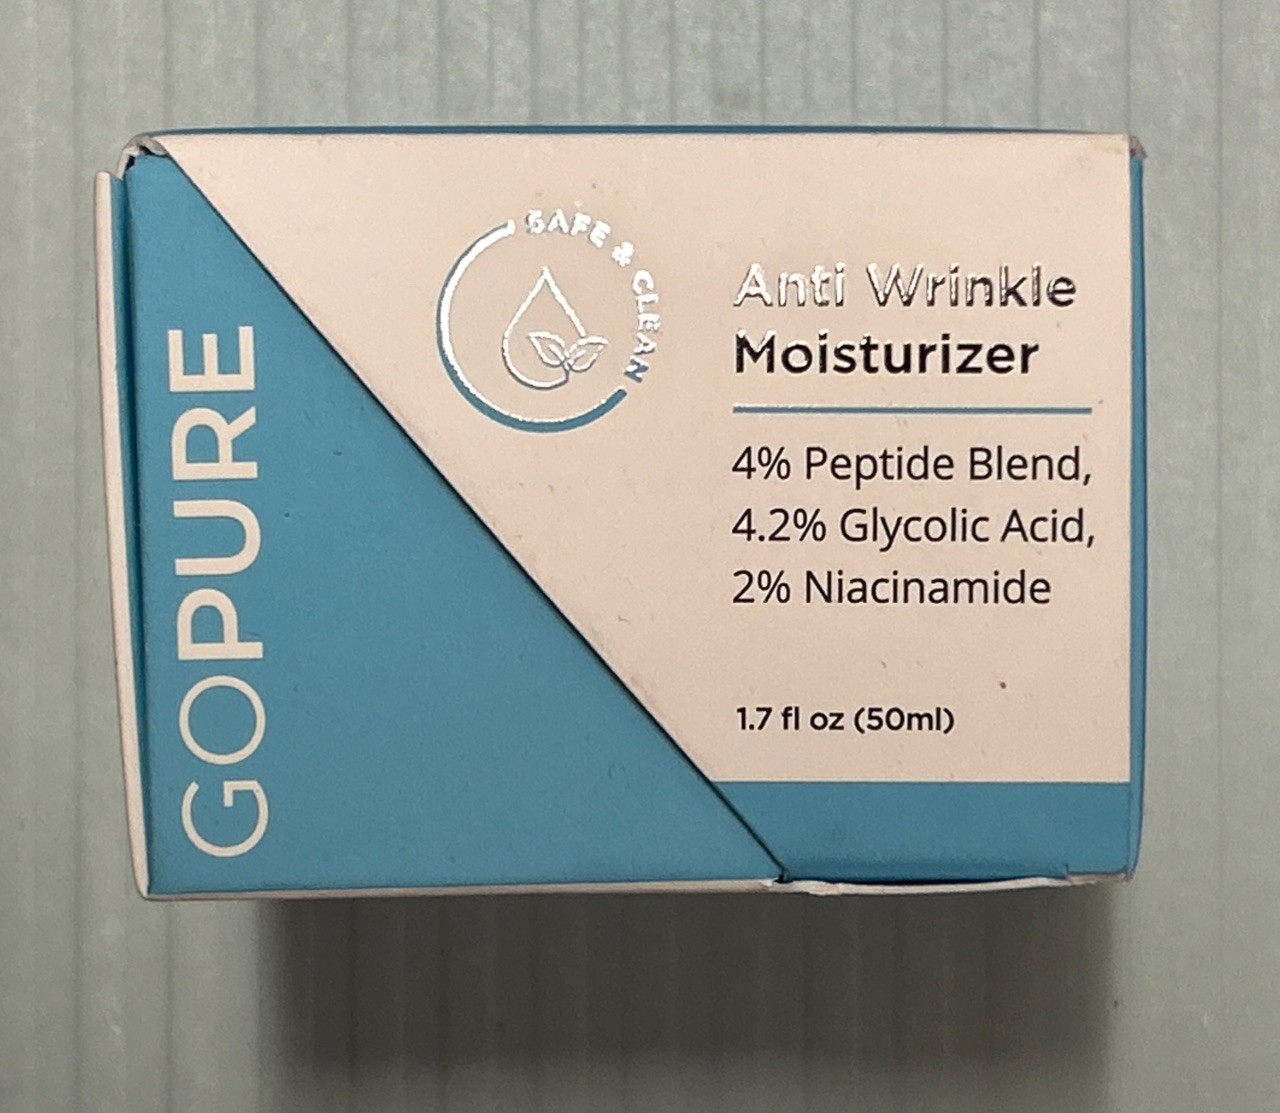 GOPURE
SAFE & CLEAN
Anti Wrinkle
Moisturizer
4% Peptide Blend,
4.2% Glycolic Acid,
2% Niacinamide
1.7 fl oz (50ml)